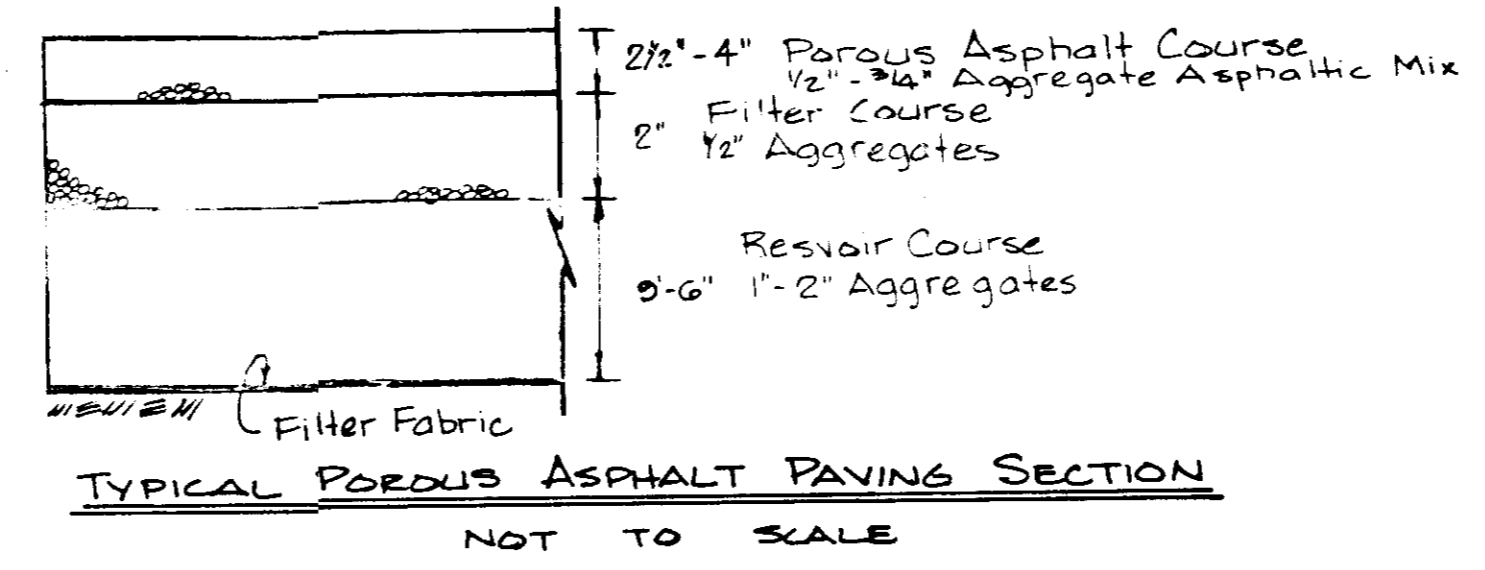 2½"-4" Porous Asphalt Course
½"-¾" Aggregate Asphaltic Mix
Filter Course
2" ½" Aggregates
Resvoir Course
9'-6" 1"-2" Aggregates
Filter Fabric
TYPICAL POROUS ASPHALT PAVING SECTION
NOT TO SCALE